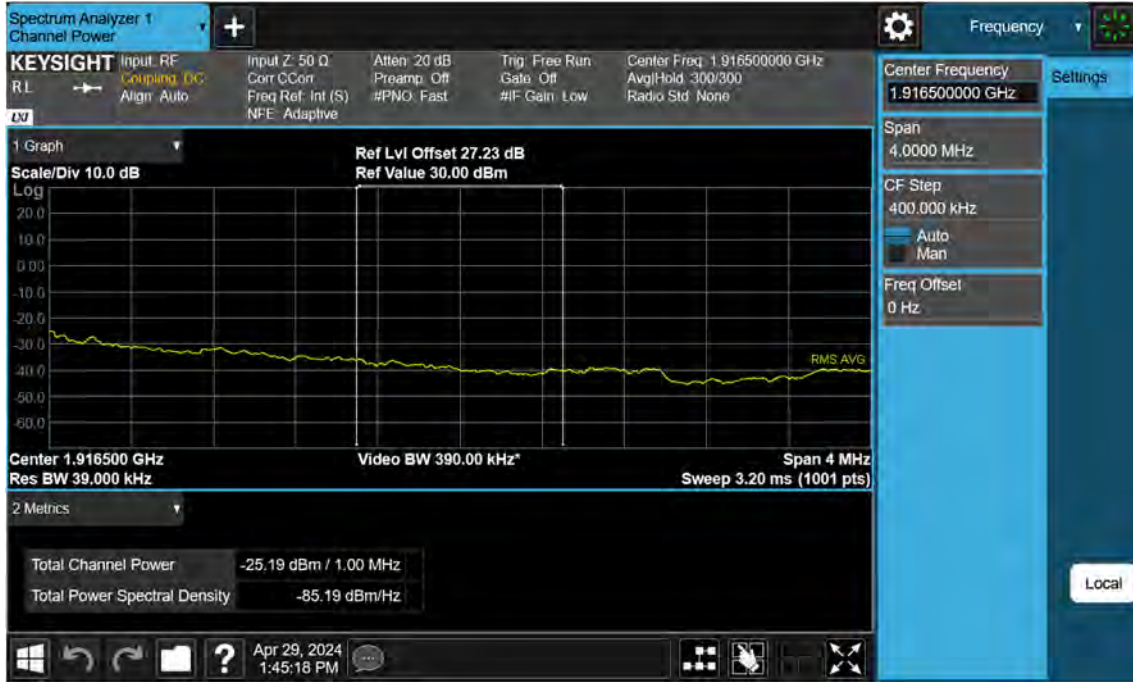 Spectrum Analyzer 1
Channel Power
+
Frequency
KEYSIGHT
RL
LXI
Input: RF
Coupling: DC
Align: Auto
Input Z: 50 Ω
Corr CCorr
Freq Ref: Int (S)
NFE: Adaptive
Atten: 20 dB
Preamp: Off
#PNO: Fast
Trig: Free Run
Gate: Off
#IF Gain: Low
Center Freq: 1.916500000 GHz
Avg|Hold: 300/300
Radio Std: None
Center Frequency
1.916500000 GHz
Settings
Span
4.0000 MHz
CF Step
400.000 kHz
Auto
Man
Freq Offset
0 Hz
1 Graph
Scale/Div 10.0 dB
Ref Lvl Offset 27.23 dB
Ref Value 30.00 dBm
Log
20.0
10.0
0.00
-10.0
-20.0
-30.0
-40.0
-50.0
-60.0
RMS AVG
Center 1.916500 GHz
Video BW 390.00 kHz*
Span 4 MHz
Res BW 39.000 kHz
Sweep 3.20 ms (1001 pts)
2 Metrics
Total Channel Power
-25.19 dBm / 1.00 MHz
Total Power Spectral Density
-85.19 dBm/Hz
Local
?
Apr 29, 2024
1:45:18 PM